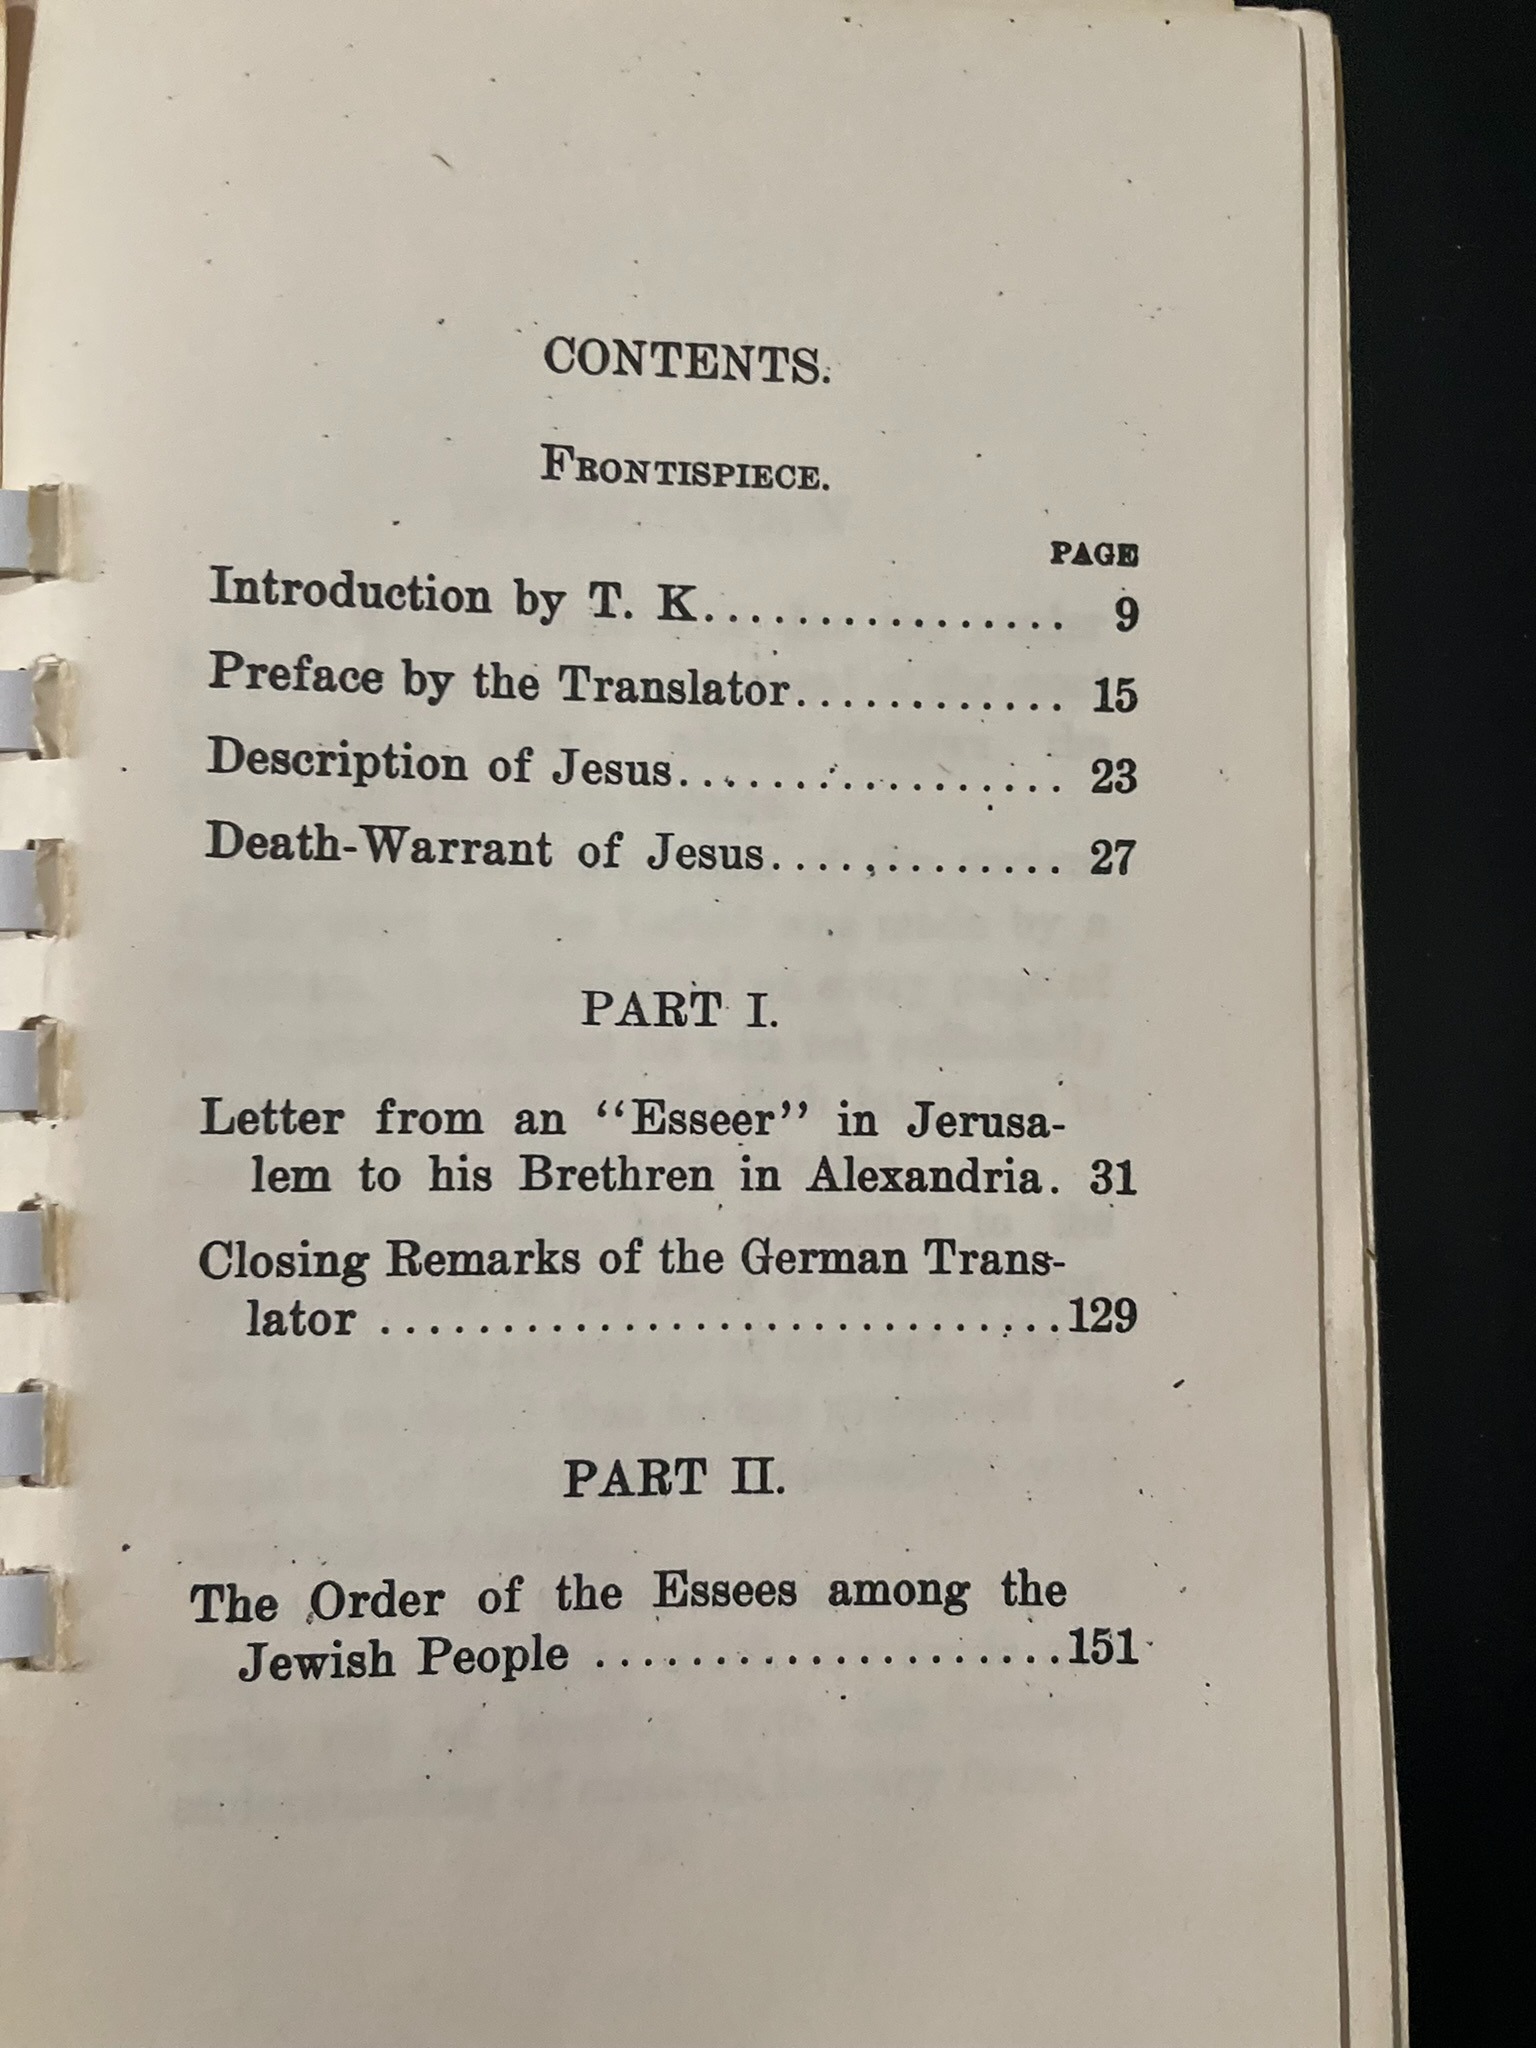 CONTENTS.
FRONTISPIECE.
PAGE
Introduction by T. K................ 9
Preface by the Translator............ 15
Description of Jesus................. 23
Death-Warrant of Jesus............. 27
PART I.
Letter from an “Esseer” in Jerusa-
lem to his Brethren in Alexandria. 31
Closing Remarks of the German Trans-
lator ..............................129
PART II.
The Order of the Essees among the
Jewish People ....................151